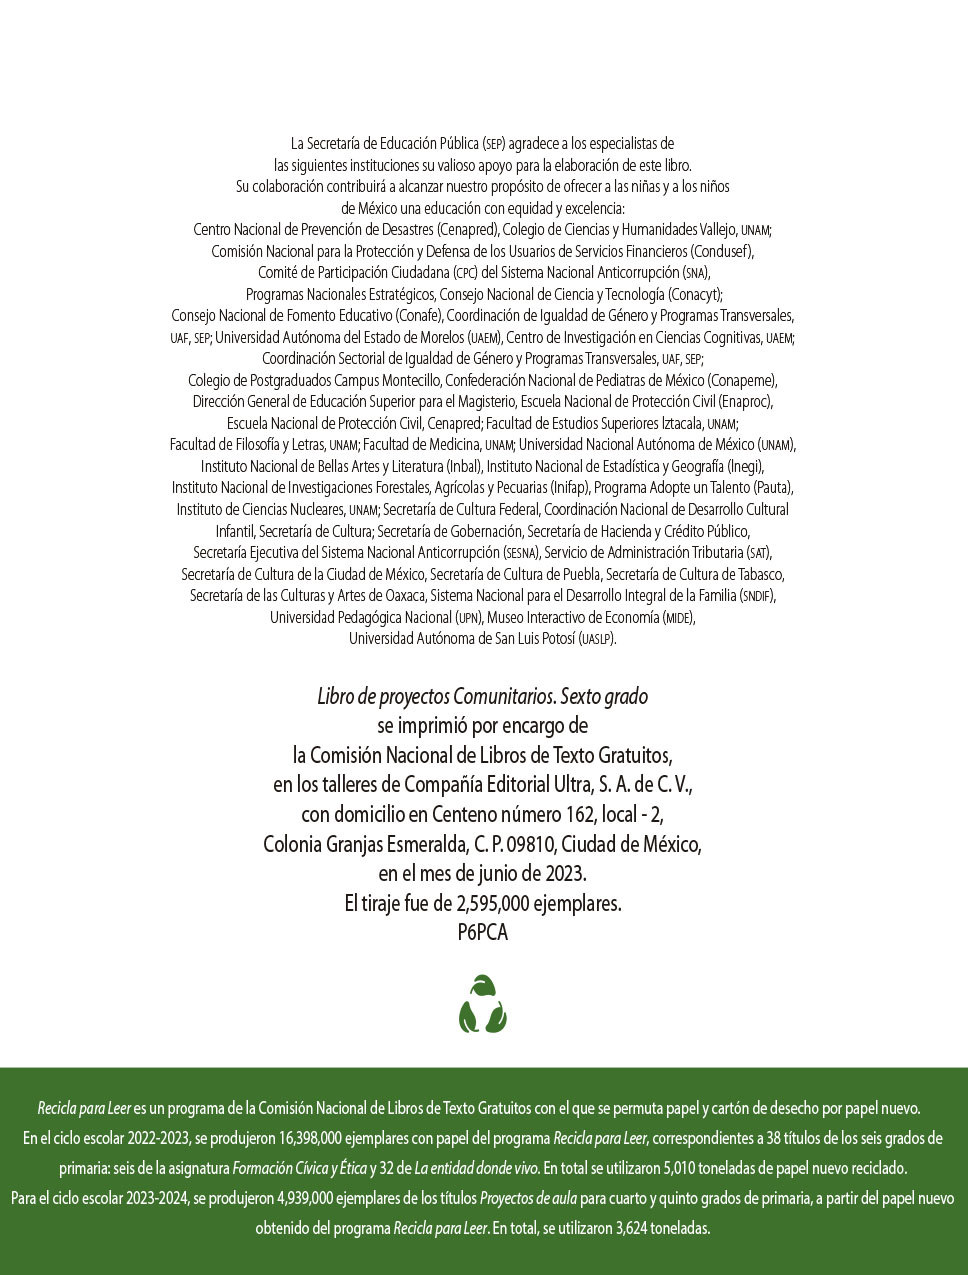 La Secretaría de Educación Pública (SEP) agradece a los especialistas de
las siguientes instituciones su valioso apoyo para la elaboración de este libro.
Su colaboración contribuirá a alcanzar nuestro propósito de ofrecer a las niñas y a los niños
de México una educación con equidad y excelencia:
Centro Nacional de Prevención de Desastres (Cenapred), Colegio de Ciencias y Humanidades Vallejo, UNAM;
Comisión Nacional para la Protección y Defensa de los Usuarios de Servicios Financieros (Condusef),
Comité de Participación Ciudadana (CPC) del Sistema Nacional Anticorrupción (SNA),
Programas Nacionales Estratégicos, Consejo Nacional de Ciencia y Tecnología (Conacyt);
Consejo Nacional de Fomento Educativo (Conafe), Coordinación de Igualdad de Género y Programas Transversales,
UAF, SEP; Universidad Autónoma del Estado de Morelos (UAEM), Centro de Investigación en Ciencias Cognitivas, UAEM;
Coordinación Sectorial de Igualdad de Género y Programas Transversales, UAF, SEP;
Colegio de Postgraduados Campus Montecillo, Confederación Nacional de Pediatras de México (Conapeme),
Dirección General de Educación Superior para el Magisterio, Escuela Nacional de Protección Civil (Enaproc),
Escuela Nacional de Protección Civil, Cenapred; Facultad de Estudios Superiores Iztacala, UNAM;
Facultad de Filosofía y Letras, UNAM; Facultad de Medicina, UNAM; Universidad Nacional Autónoma de México (UNAM),
Instituto Nacional de Bellas Artes y Literatura (Inbal), Instituto Nacional de Estadística y Geografía (Inegi),
Instituto Nacional de Investigaciones Forestales, Agrícolas y Pecuarias (Inifap), Programa Adopte un Talento (Pauta),
Instituto de Ciencias Nucleares, UNAM; Secretaría de Cultura Federal, Coordinación Nacional de Desarrollo Cultural
Infantil, Secretaría de Cultura; Secretaría de Gobernación, Secretaría de Hacienda y Crédito Público,
Secretaría Ejecutiva del Sistema Nacional Anticorrupción (SESNA), Servicio de Administración Tributaria (SAT),
Secretaría de Cultura de la Ciudad de México, Secretaría de Cultura de Puebla, Secretaría de Cultura de Tabasco,
Secretaría de las Culturas y Artes de Oaxaca, Sistema Nacional para el Desarrollo Integral de la Familia (SNDIF),
Universidad Pedagógica Nacional (UPN), Museo Interactivo de Economía (MIDE),
Universidad Autónoma de San Luis Potosí (UASLP).
Libro de proyectos Comunitarios. Sexto grado
se imprimió por encargo de
la Comisión Nacional de Libros de Texto Gratuitos,
en los talleres de Compañía Editorial Ultra, S. A. de C. V.,
con domicilio en Centeno número 162, local - 2,
Colonia Granjas Esmeralda, C. P. 09810, Ciudad de México,
en el mes de junio de 2023.
El tiraje fue de 2,595,000 ejemplares.
P6PCA
Recicla para Leer es un programa de la Comisión Nacional de Libros de Texto Gratuitos con el que se permuta papel y cartón de desecho por papel nuevo.
En el ciclo escolar 2022-2023, se produjeron 16,398,000 ejemplares con papel del programa Recicla para Leer, correspondientes a 38 títulos de los seis grados de
primaria: seis de la asignatura Formación Cívica y Ética y 32 de La entidad donde vivo. En total se utilizaron 5,010 toneladas de papel nuevo reciclado.
Para el ciclo escolar 2023-2024, se produjeron 4,939,000 ejemplares de los títulos Proyectos de aula para cuarto y quinto grados de primaria, a partir del papel nuevo
obtenido del programa Recicla para Leer. En total, se utilizaron 3,624 toneladas.